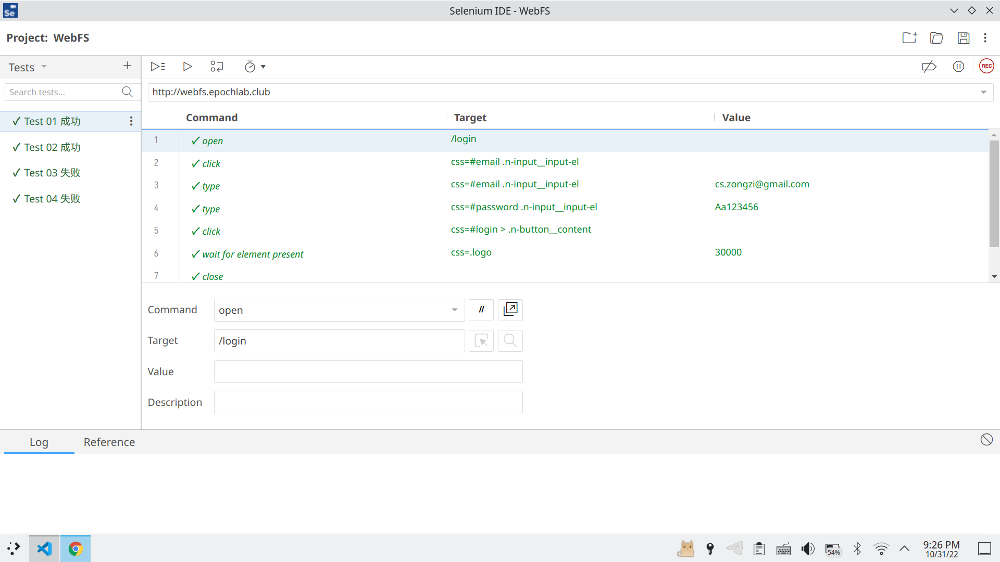 Se
Selenium IDE - WebFS
Project: WebFS
Tests
Search tests...
✓ Test 01 成功
✓ Test 02 成功
✓ Test 03 失败
✓ Test 04 失败
REC
http://webfs.epochlab.club
Command Target Value
1 ✓ open /login
2 ✓ click css=#email .n-input__input-el
3 ✓ type css=#email .n-input__input-el cs.zongzi@gmail.com
4 ✓ type css=#password .n-input__input-el Aa123456
5 ✓ click css=#login > .n-button__content
6 ✓ wait for element present css=.logo 30000
7 ✓ close
Command open //
Target /login
Value
Description
Log Reference
54%
9:26 PM
10/31/22